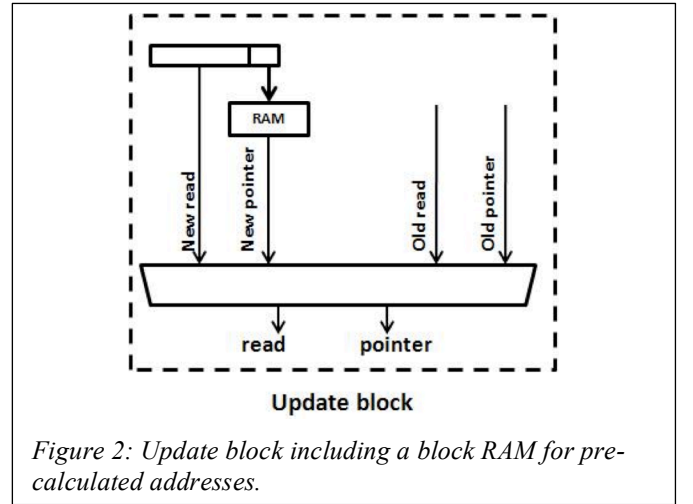 RAM
New read
New pointer
Old read
Old pointer
read
pointer
Update block
Figure 2: Update block including a block RAM for pre-
calculated addresses.